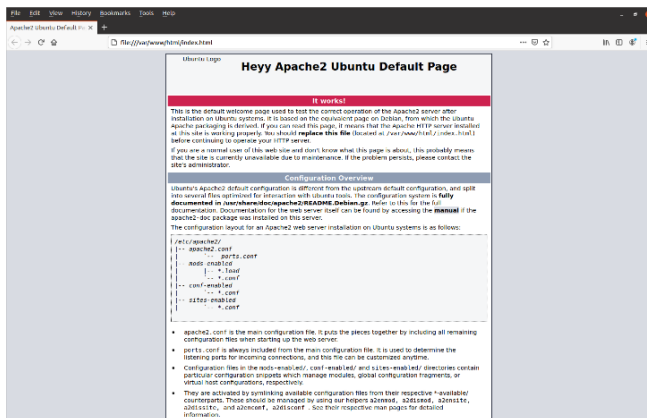 File Edit View History Bookmarks Tools Help
Apache2 Ubuntu Default Pa
file:///var/www/html/index.html
Ubuntu Logo
Heyy Apache2 Ubuntu Default Page
It works!
This is the default welcome page used to test the correct operation of the Apache2 server after
installation on Ubuntu systems. It is based on the equivalent page on Debian, from which the Ubuntu
Apache packaging is derived. If you can read this page, it means that the Apache HTTP server installed
at this site is working properly. You should replace this file (located at /var/www/html/index.html)
before continuing to operate your HTTP server.
If you are a normal user of this web site and don't know what this page is about, this probably means
that the site is currently unavailable due to maintenance. If the problem persists, please contact the
site's administrator.
Configuration Overview
Ubuntu's Apache2 default configuration is different from the upstream default configuration, and split
into several files optimized for interaction with Ubuntu tools. The configuration system is fully
documented in /usr/share/doc/apache2/README.Debian.gz. Refer to this for the full
documentation. Documentation for the web server itself can be found by accessing the manual if the
apache2-doc package was installed on this server.
The configuration layout for an Apache2 web server installation on Ubuntu systems is as follows:
/etc/apache2/
|-- apache2.conf
|       `--  ports.conf
|-- mods-enabled
|       |-- *.load
|       `-- *.conf
|-- conf-enabled
|       `-- *.conf
|-- sites-enabled
|       `-- *.conf
• apache2.conf is the main configuration file. It puts the pieces together by including all remaining
configuration files when starting up the web server.
• ports.conf is always included from the main configuration file. It is used to determine the
listening ports for incoming connections, and this file can be customized anytime.
• Configuration files in the mods-enabled/, conf-enabled/ and sites-enabled/ directories contain
particular configuration snippets which manage modules, global configuration fragments, or
virtual host configurations, respectively.
• They are activated by symlinking available configuration files from their respective *-available/
counterparts. These should be managed by using our helpers a2enmod, a2dismod, a2ensite,
a2dissite, and a2enconf, a2disconf . See their respective man pages for detailed
information.